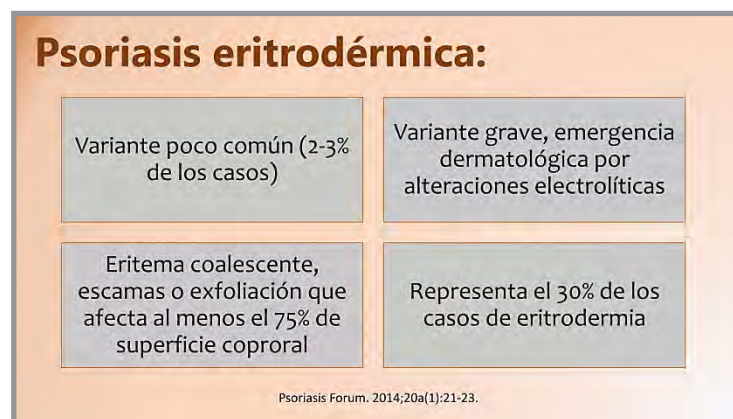 Psoriasis eritrodérmica:
Variante poco común (2-3%
de los casos)
Variante grave, emergencia
dermatológica por
alteraciones electrolíticas
Eritema coalescente,
escamas o exfoliación que
afecta al menos el 75% de
superficie coproral
Representa el 30% de los
casos de eritrodermia
Psoriasis Forum. 2014;20a(1):21-23.